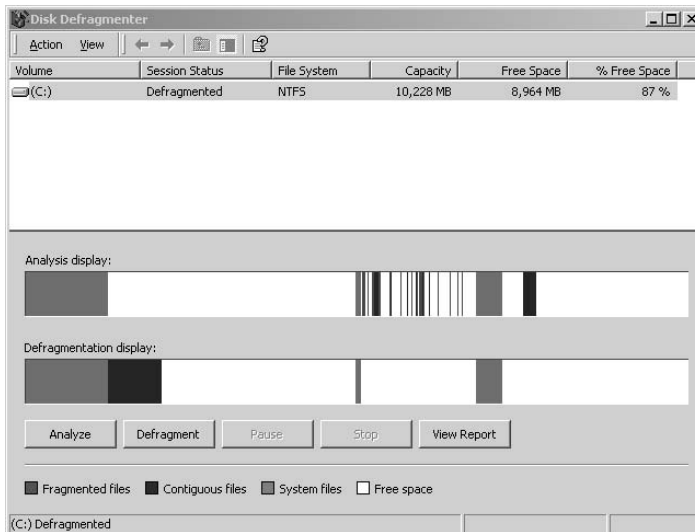 Disk Defragmenter
Action View
Volume Session Status File System Capacity Free Space % Free Space
(C:) Defragmented NTFS 10,228 MB 8,964 MB 87 %
Analysis display:
Defragmentation display:
Analyze Defragment Pause Stop View Report
Fragmented files Contiguous files System files Free space
(C:) Defragmented